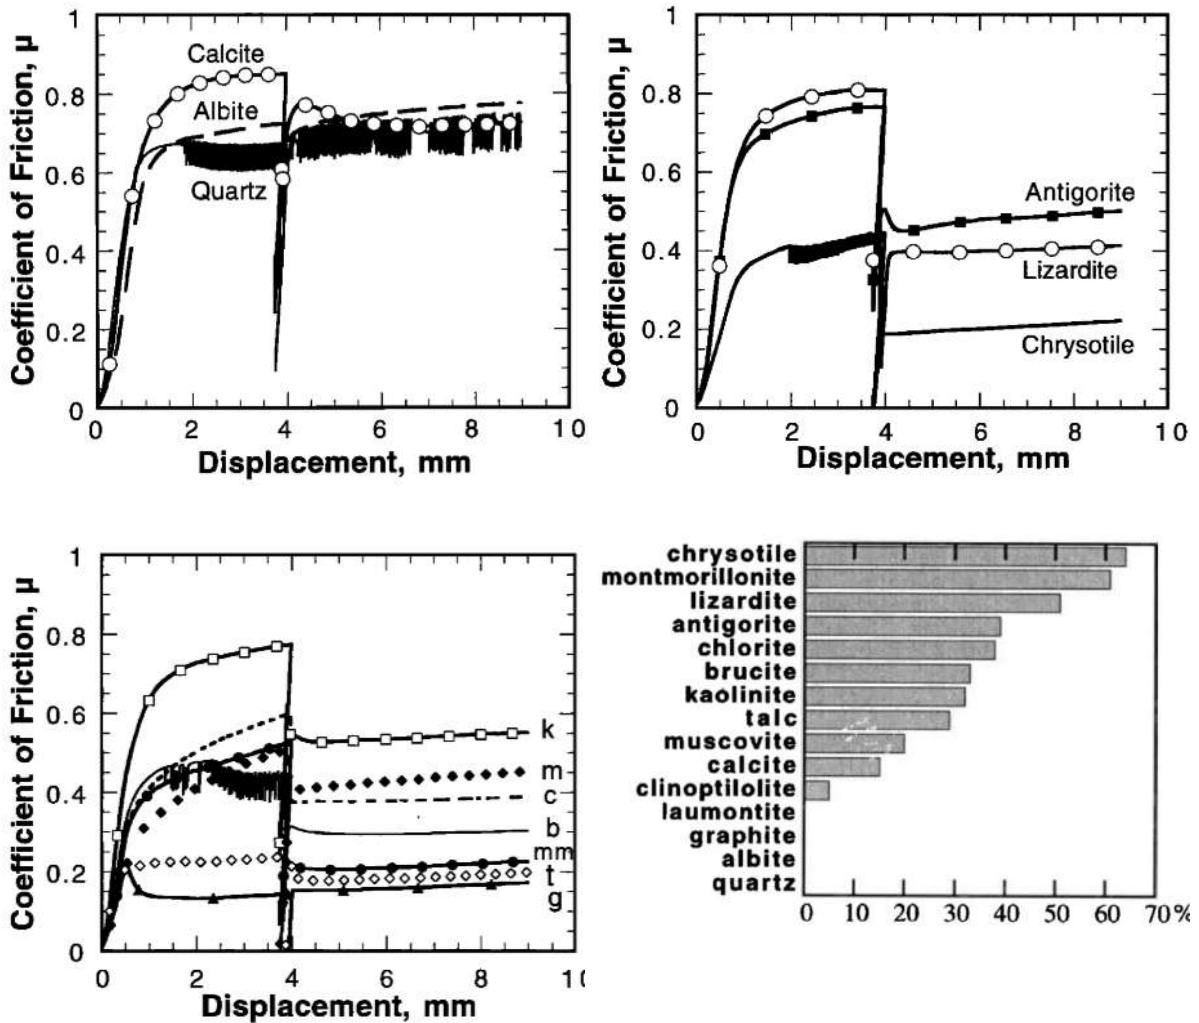 Coefficient of Friction, μ
1
0.8
0.6
0.4
0.2
0
Calcite
Albite
Quartz
0 2 4 6 8 10
Displacement, mm
Coefficient of Friction, μ
1
0.8
0.6
0.4
0.2
0
Antigorite
Lizardite
Chrysotile
0 2 4 6 8 10
Displacement, mm
Coefficient of Friction, μ
1
0.8
0.6
0.4
0.2
0
k
m
c
b
mm
t
g
0 2 4 6 8 10
Displacement, mm
chrysotile
montmorillonite
lizardite
antigorite
chlorite
brucite
kaolinite
talc
muscovite
calcite
clinoptilolite
laumontite
graphite
albite
quartz
0 10 20 30 40 50 60 70 %